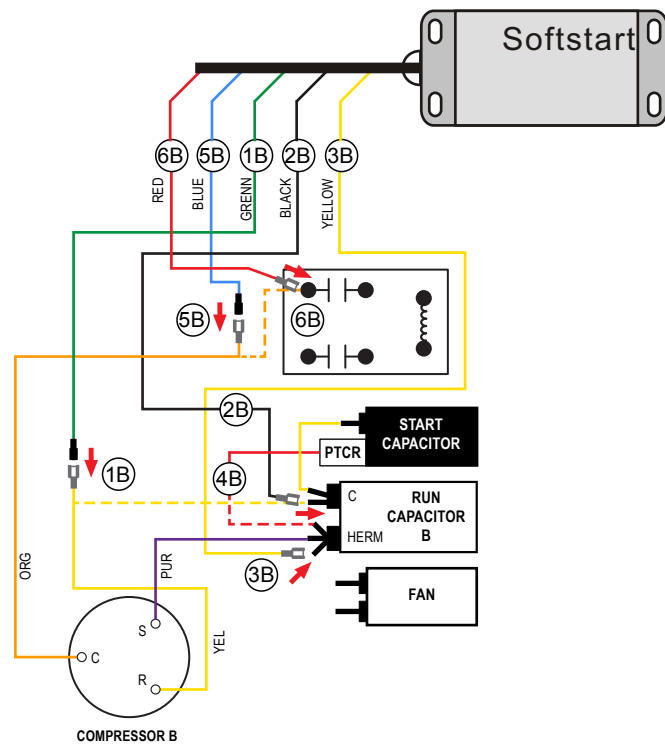 Softstart
6B
5B
1B
2B
3B
RED
BLUE
GRENN
BLACK
YELLOW
5B
6B
2B
START
CAPACITOR
PTCR
1B
4B
C
RUN
CAPACITOR
B
HERM
3B
ORG
PUR
FAN
S
YEL
C
R
COMPRESSOR B